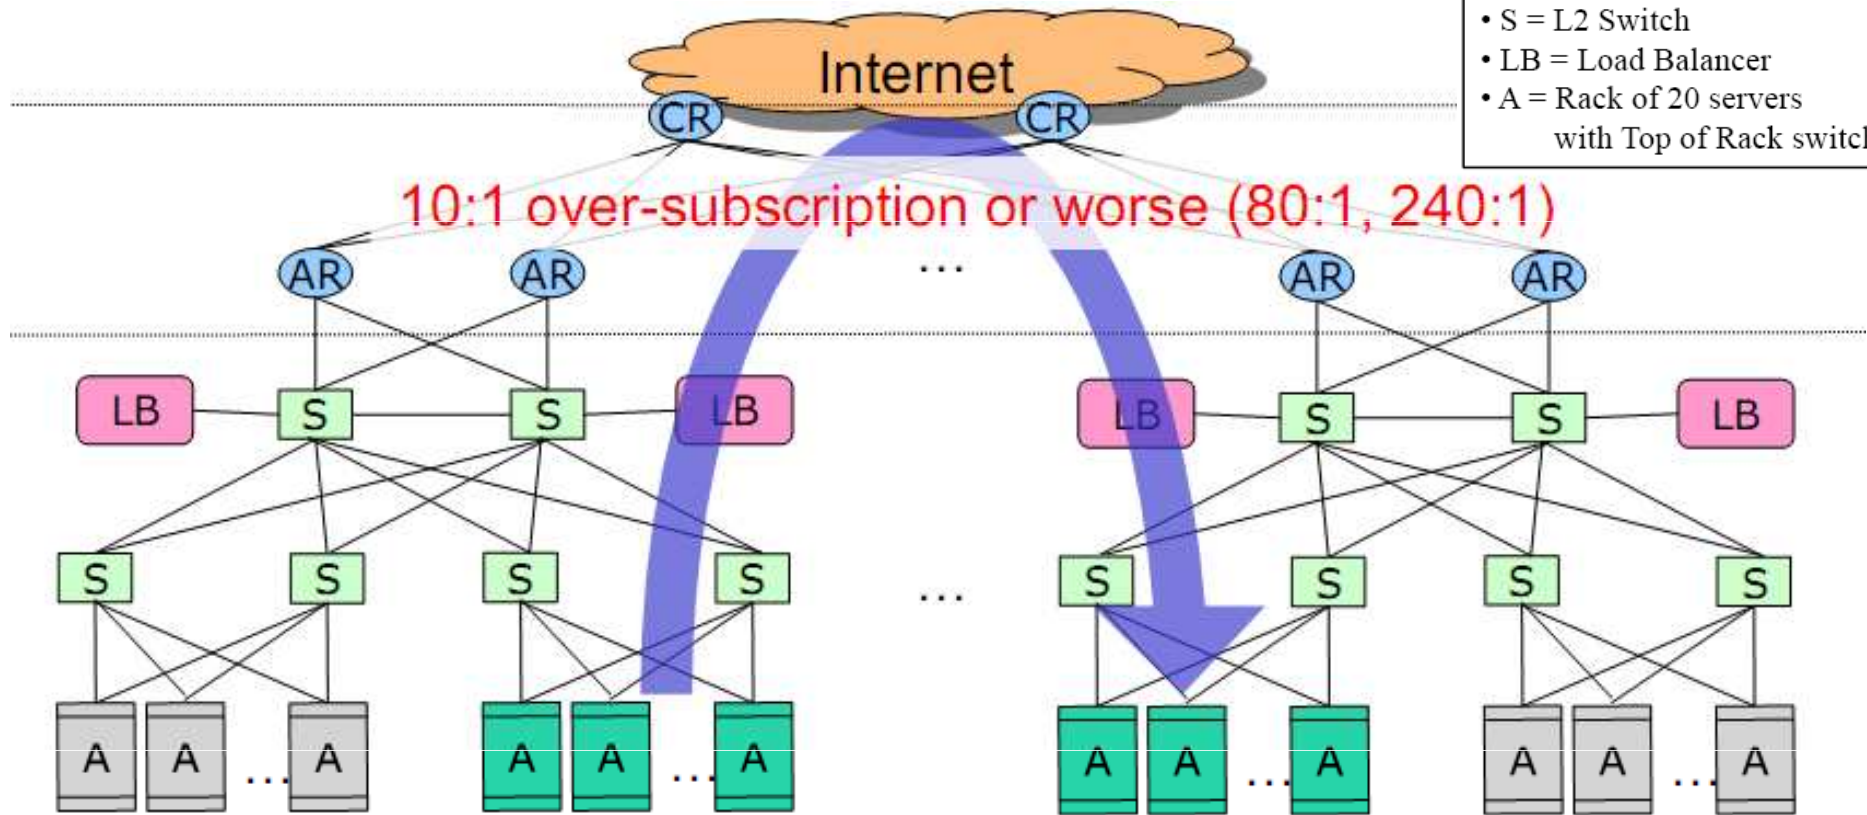 • S = L2 Switch
• LB = Load Balancer
• A = Rack of 20 servers
with Top of Rack switch
Internet
CR CR
10:1 over-subscription or worse (80:1, 240:1)
AR AR ... AR AR
LB S S LB LB S S LB
S S S S ... S S S S
A A ... A A A ... A A A ... A A A ... A